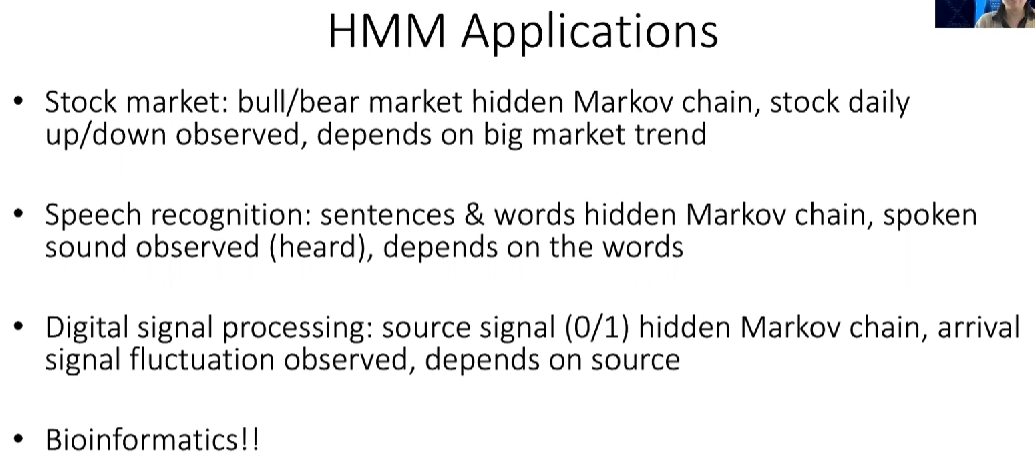 HMM Applications
• Stock market: bull/bear market hidden Markov chain, stock daily
up/down observed, depends on big market trend
• Speech recognition: sentences & words hidden Markov chain, spoken
sound observed (heard), depends on the words
• Digital signal processing: source signal (0/1) hidden Markov chain, arrival
signal fluctuation observed, depends on source
• Bioinformatics!!